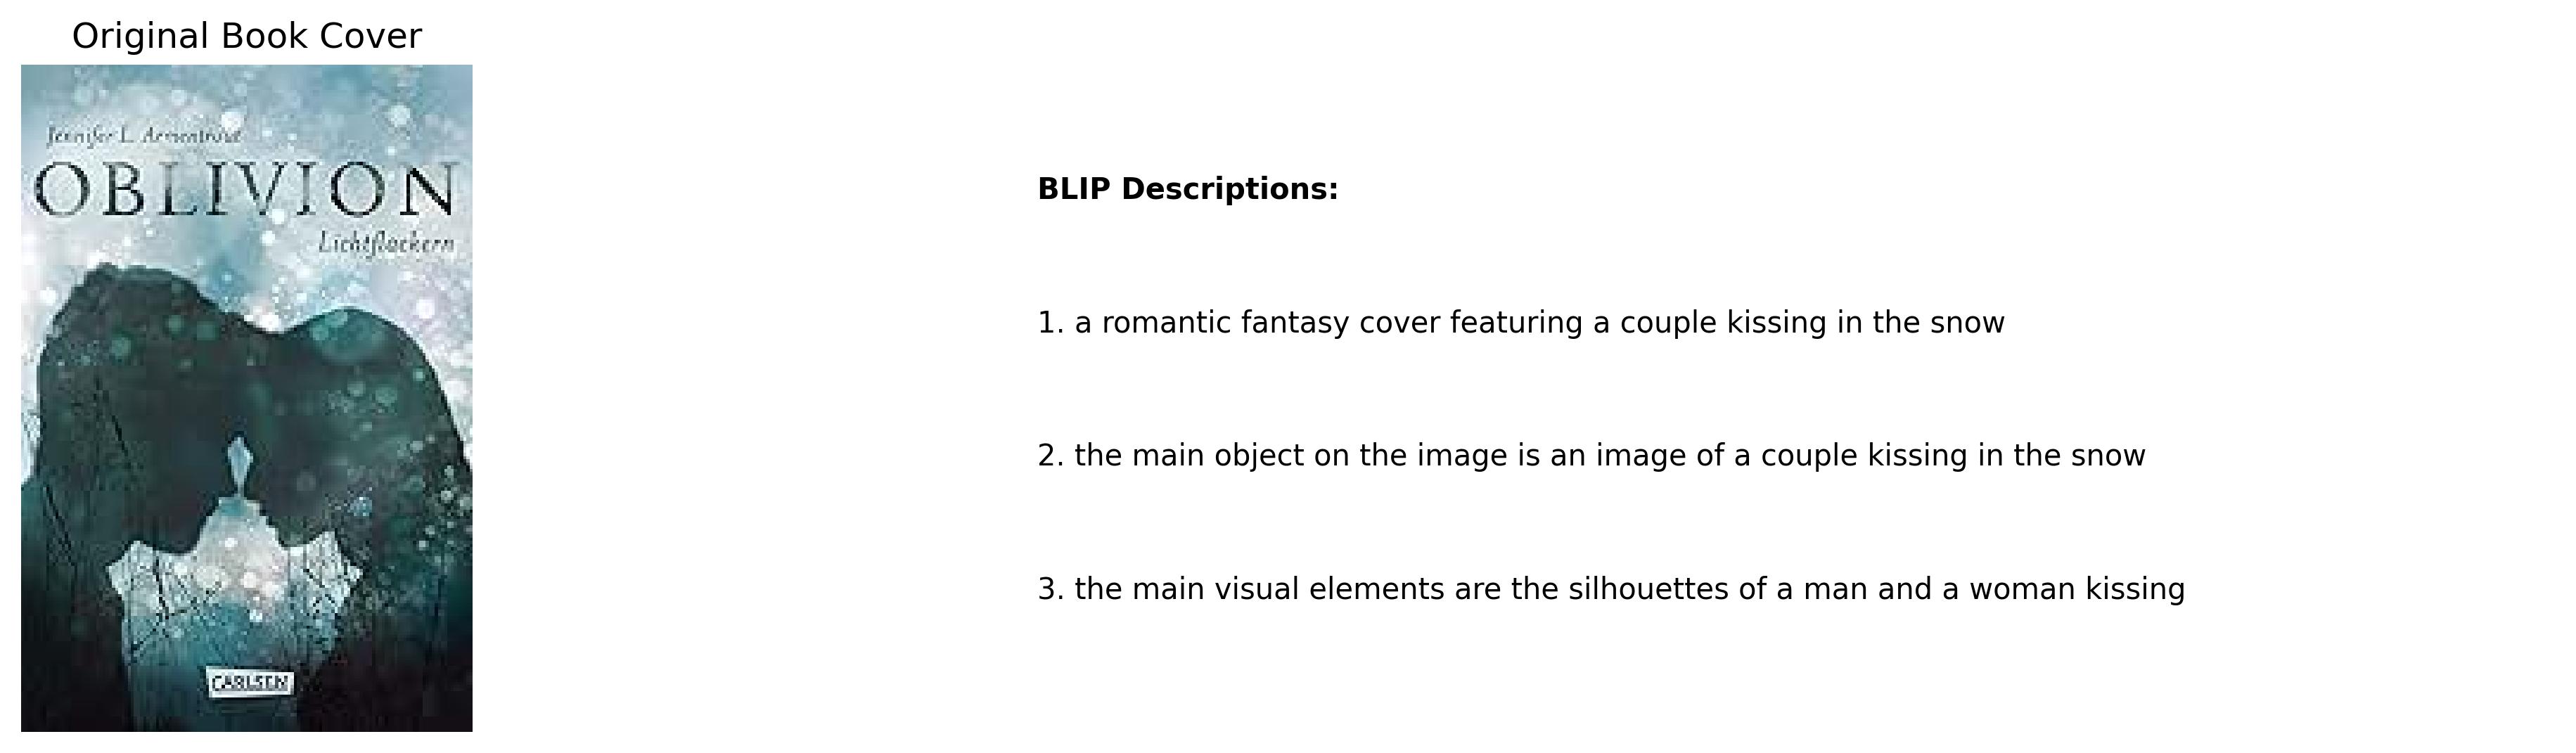 Original Book Cover
Jennifer L. Armentrout
OBLIVION
Lichtflackern
CARLSEN
BLIP Descriptions:
1. a romantic fantasy cover featuring a couple kissing in the snow
2. the main object on the image is an image of a couple kissing in the snow
3. the main visual elements are the silhouettes of a man and a woman kissing